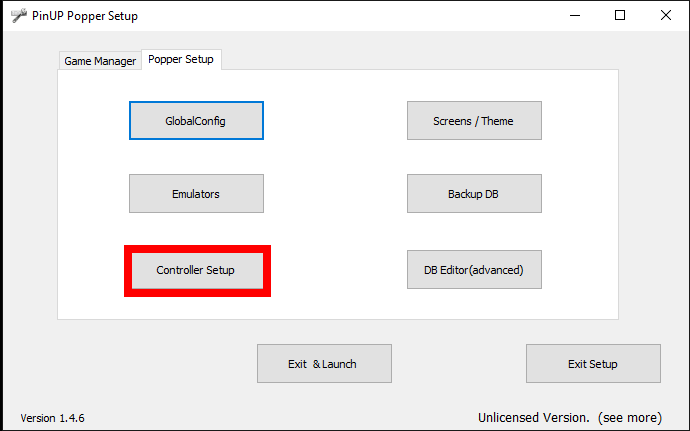 PinUP Popper Setup
Game Manager
Popper Setup
GlobalConfig
Screens / Theme
Emulators
Backup DB
Controller Setup
DB Editor(advanced)
Exit & Launch
Exit Setup
Version 1.4.6
Unlicensed Version. (see more)